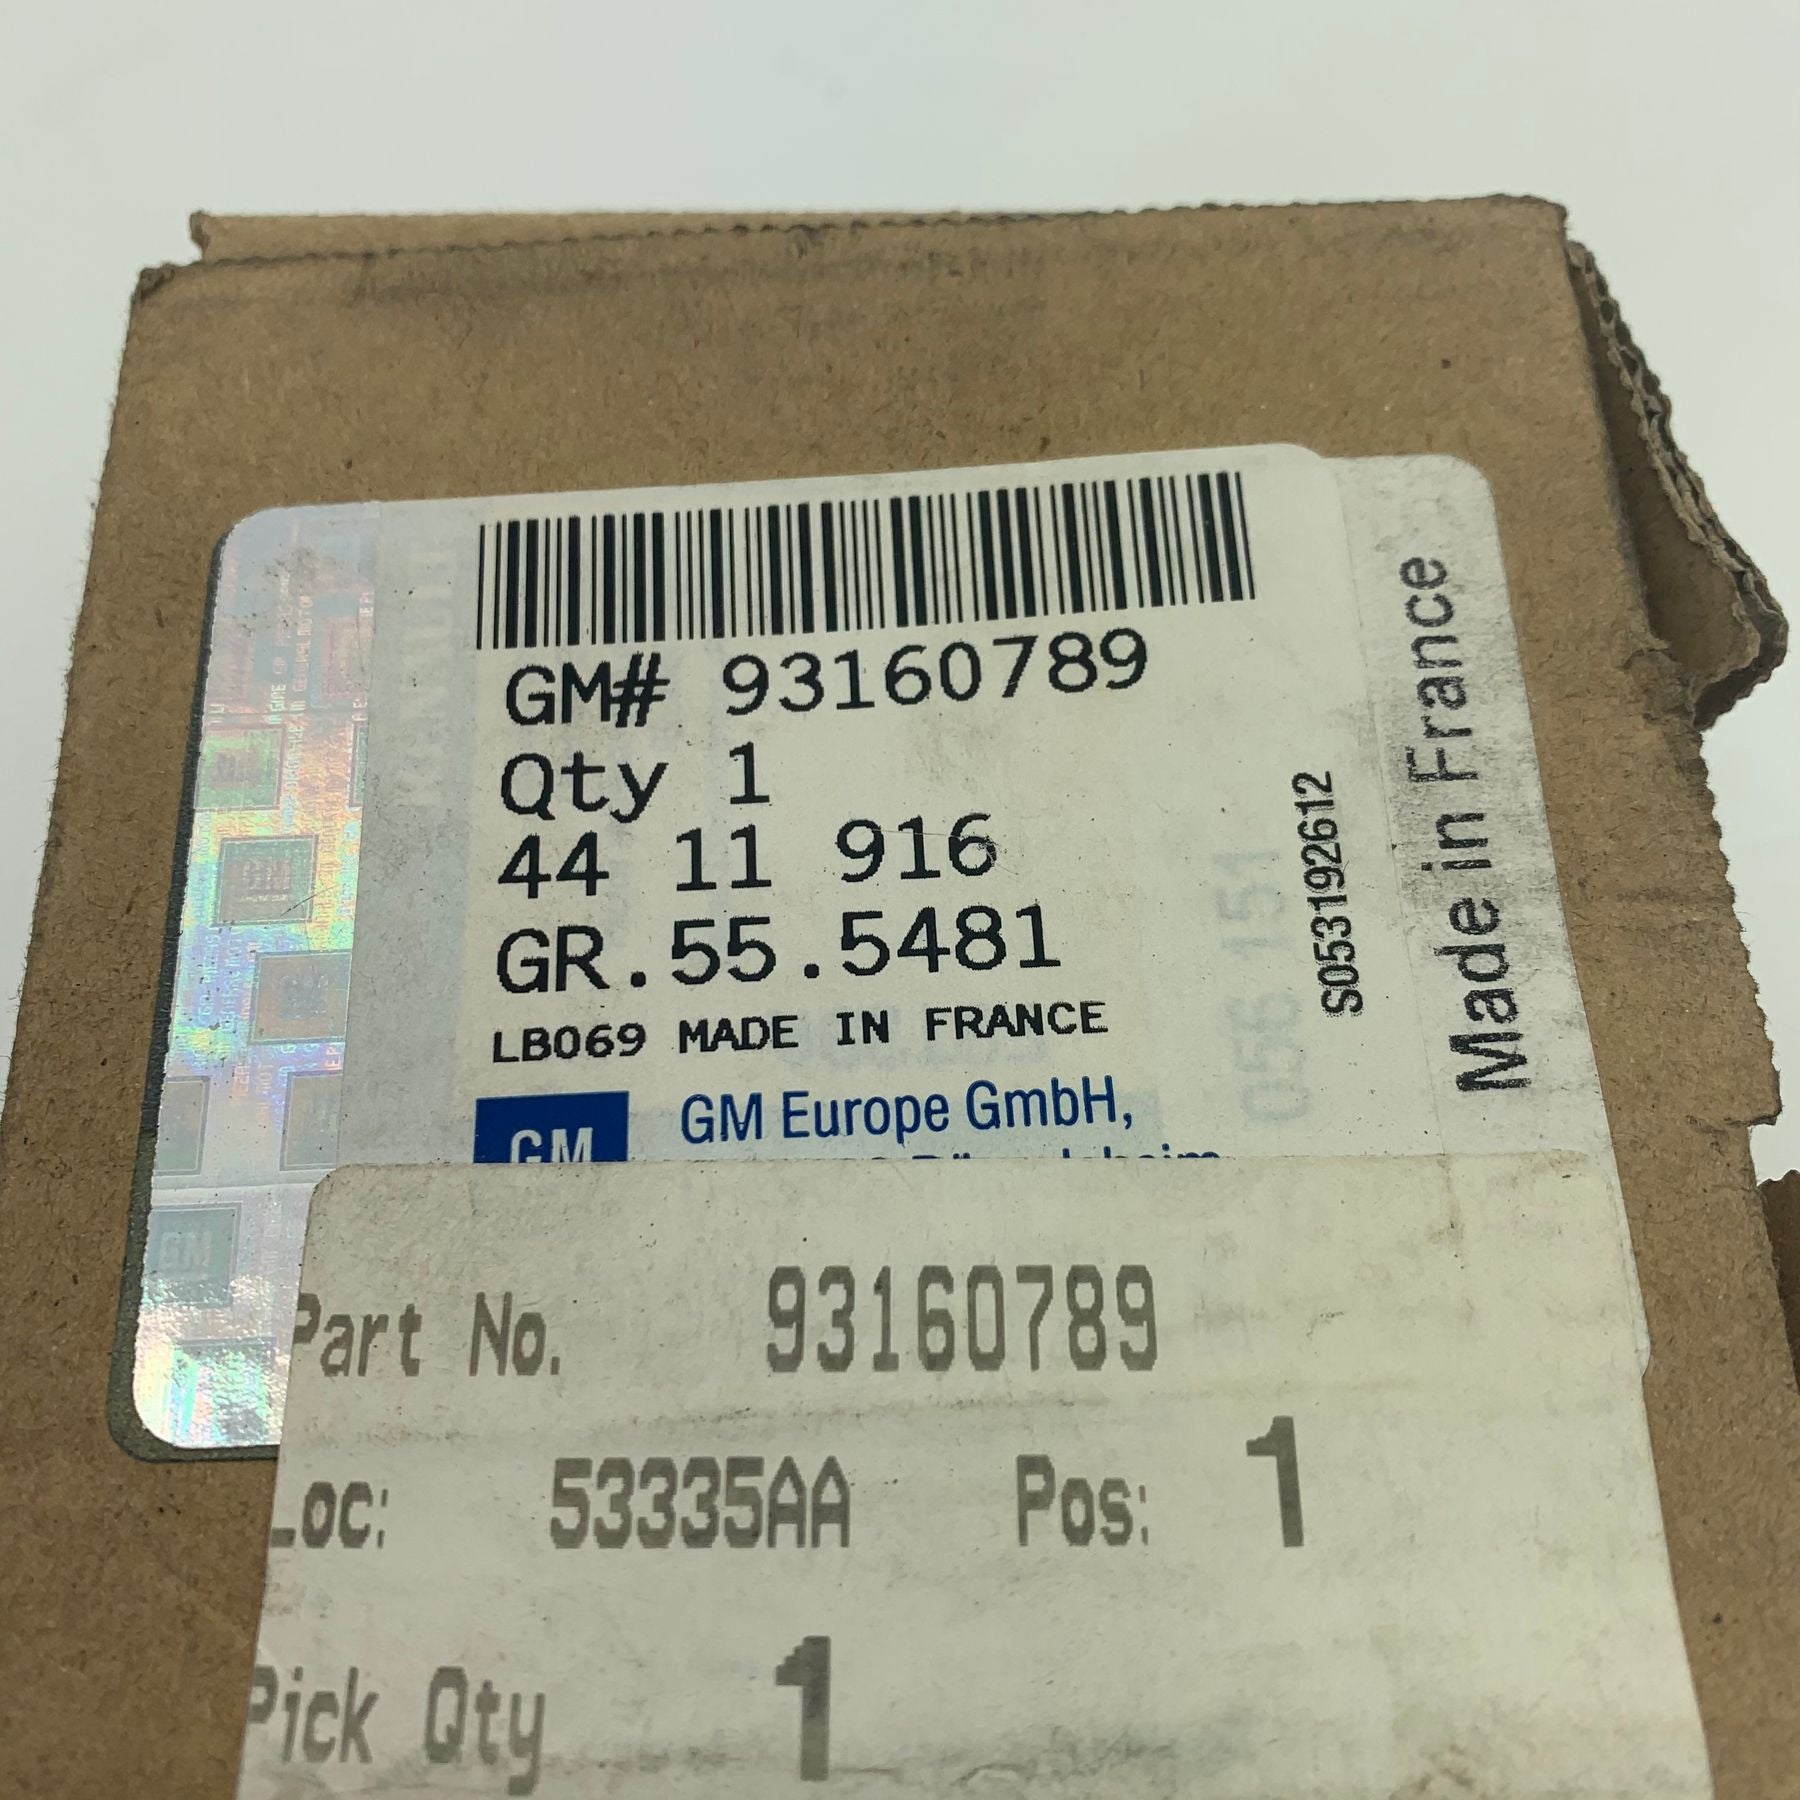 GM# 93160789
Qty 1
44 11 916
GR.55.5481
LB069 MADE IN FRANCE
GM GM Europe GmbH,
S053192612
Made in France
Part No. 93160789
Loc: 53335AA Pos: 1
Pick Qty 1